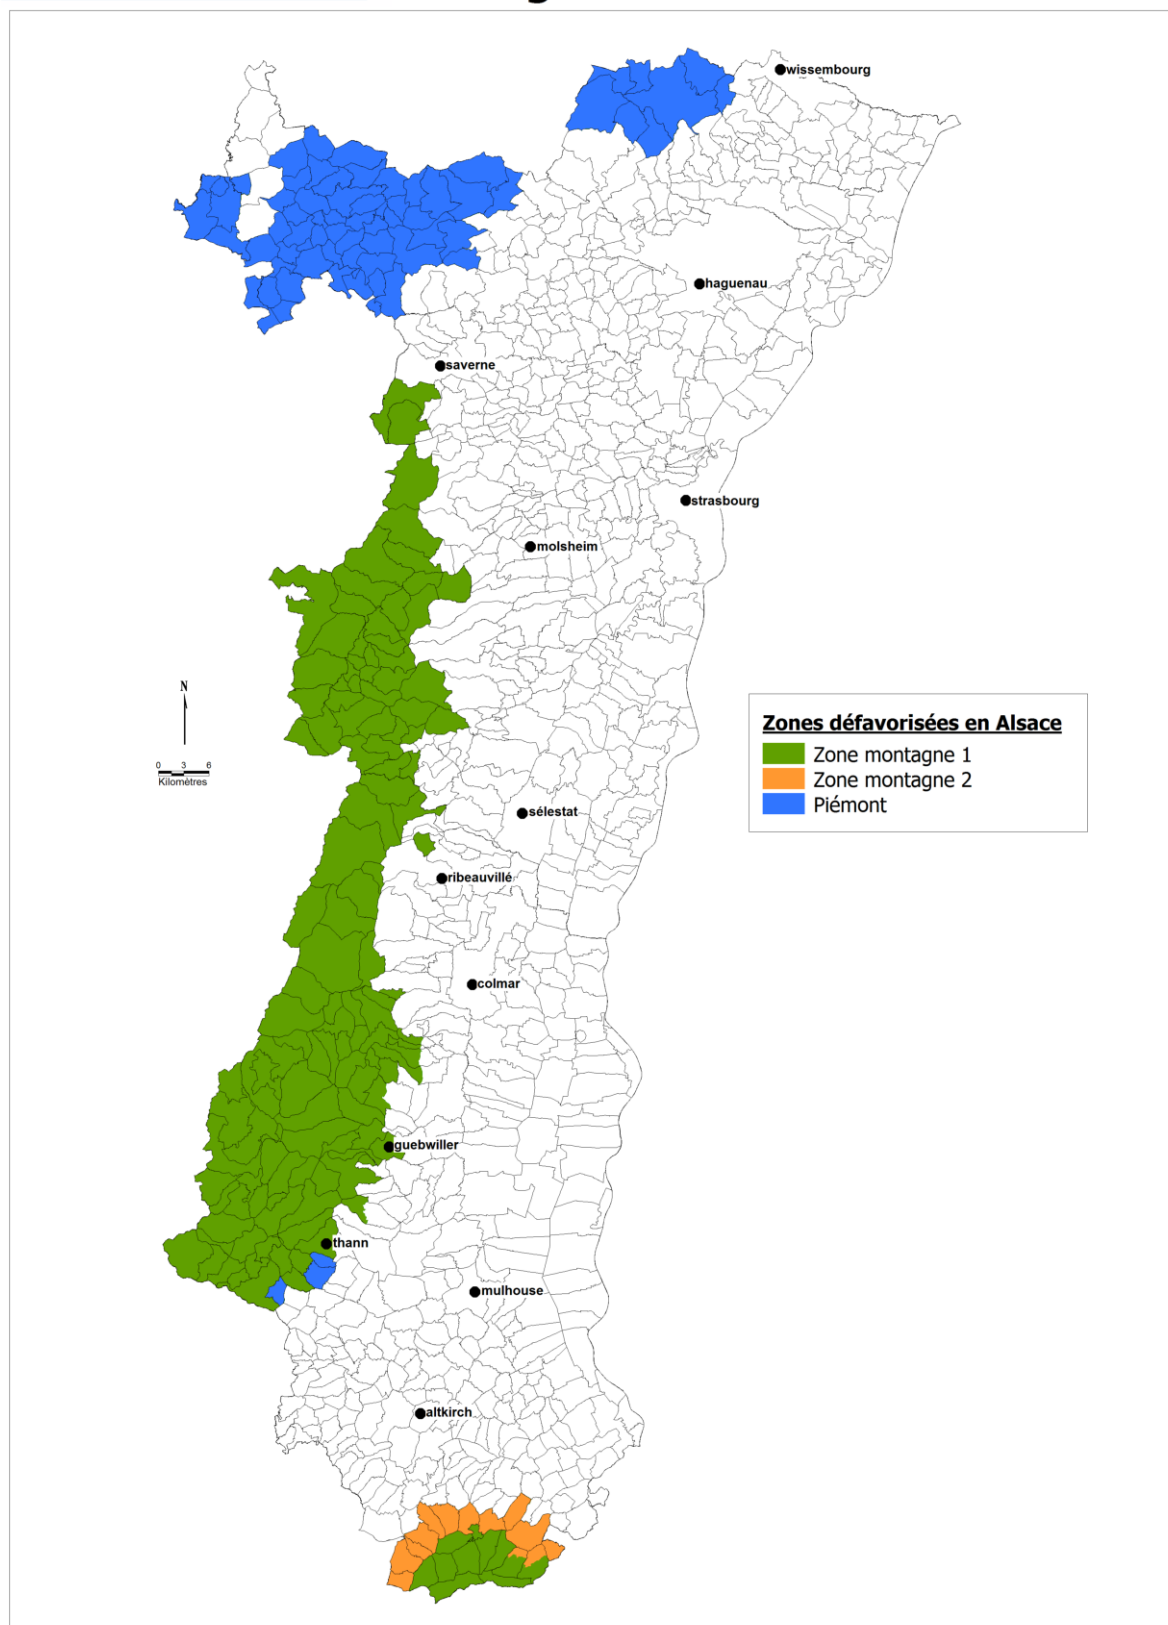 wissembourg
haguenau
saverne
strasbourg
molsheim
N
0 3 6
Kilomètres
Zones défavorisées en Alsace
Zone montagne 1
Zone montagne 2
Piémont
sélestat
ribeauvillé
colmar
guebwiller
thann
mulhouse
altkirch